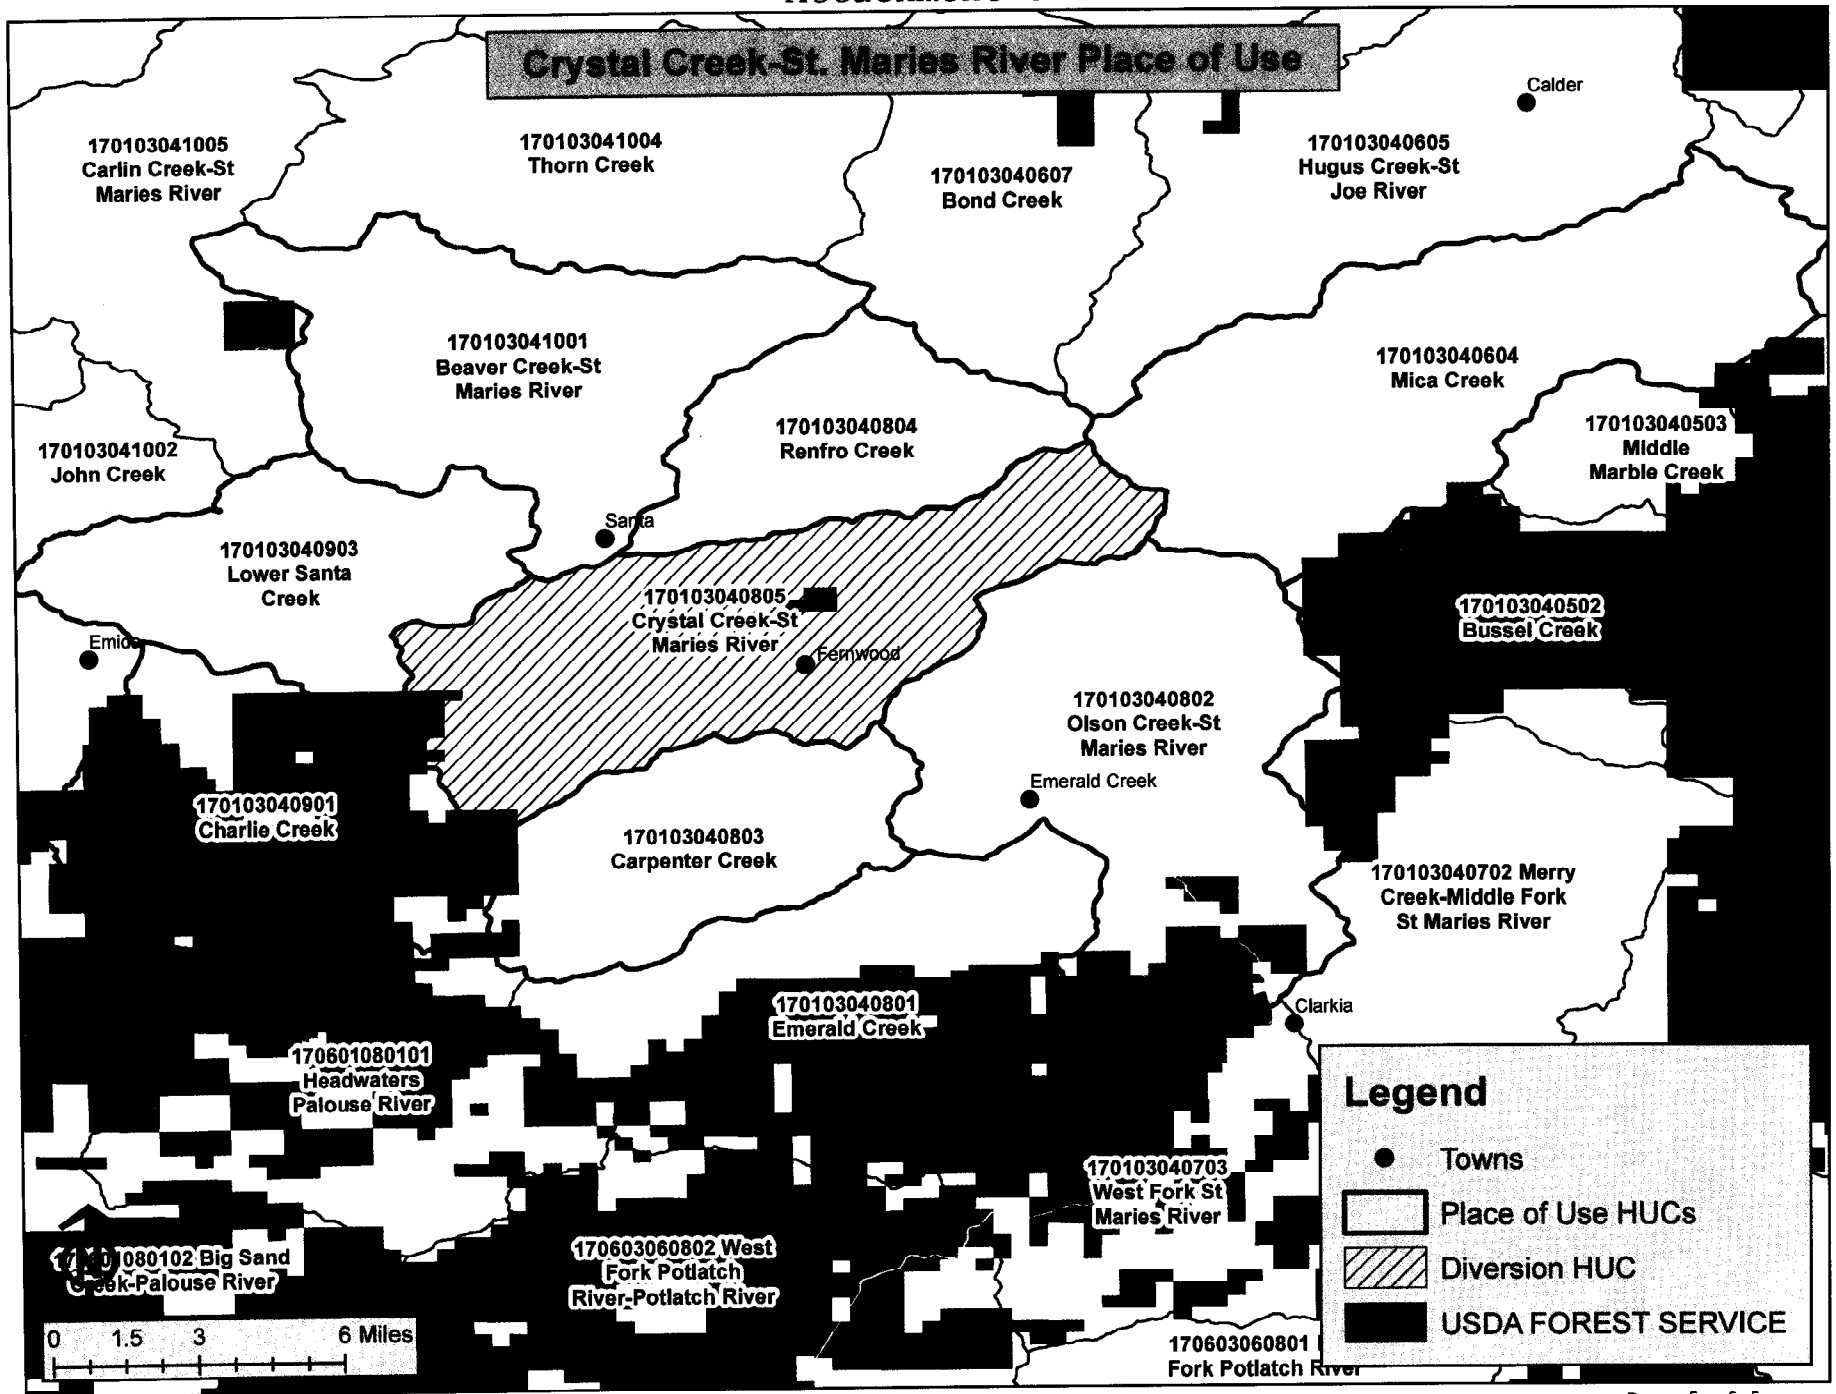 Crystal Creek-St. Maries River Place of Use
Calder
170103041005
Carlin Creek-St
Maries River
170103041004
Thorn Creek
170103040607
Bond Creek
170103040605
Hugus Creek-St
Joe River
170103041001
Beaver Creek-St
Maries River
170103040604
Mica Creek
170103041002
John Creek
170103040804
Renfro Creek
170103040503
Middle
Marble Creek
Santa
170103040903
Lower Santa
Creek
170103040805
Crystal Creek-St
Maries River
Fernwood
170103040502
Bussel Creek
Emida
170103040802
Olson Creek-St
Maries River
Emerald Creek
170103040901
Charlie Creek
170103040803
Carpenter Creek
170103040702 Merry
Creek-Middle Fork
St Maries River
170103040801
Emerald Creek
Clarkia
170601080101
Headwaters
Palouse River
170103040703
West Fork St
Maries River
080102 Big Sand
Creek-Palouse River
170603060802 West
Fork Potlatch
River-Potlatch River
170603060801
Fork Potlatch River
Legend
Towns
Place of Use HUCs
Diversion HUC
USDA FOREST SERVICE
0 1.5 3 6 Miles